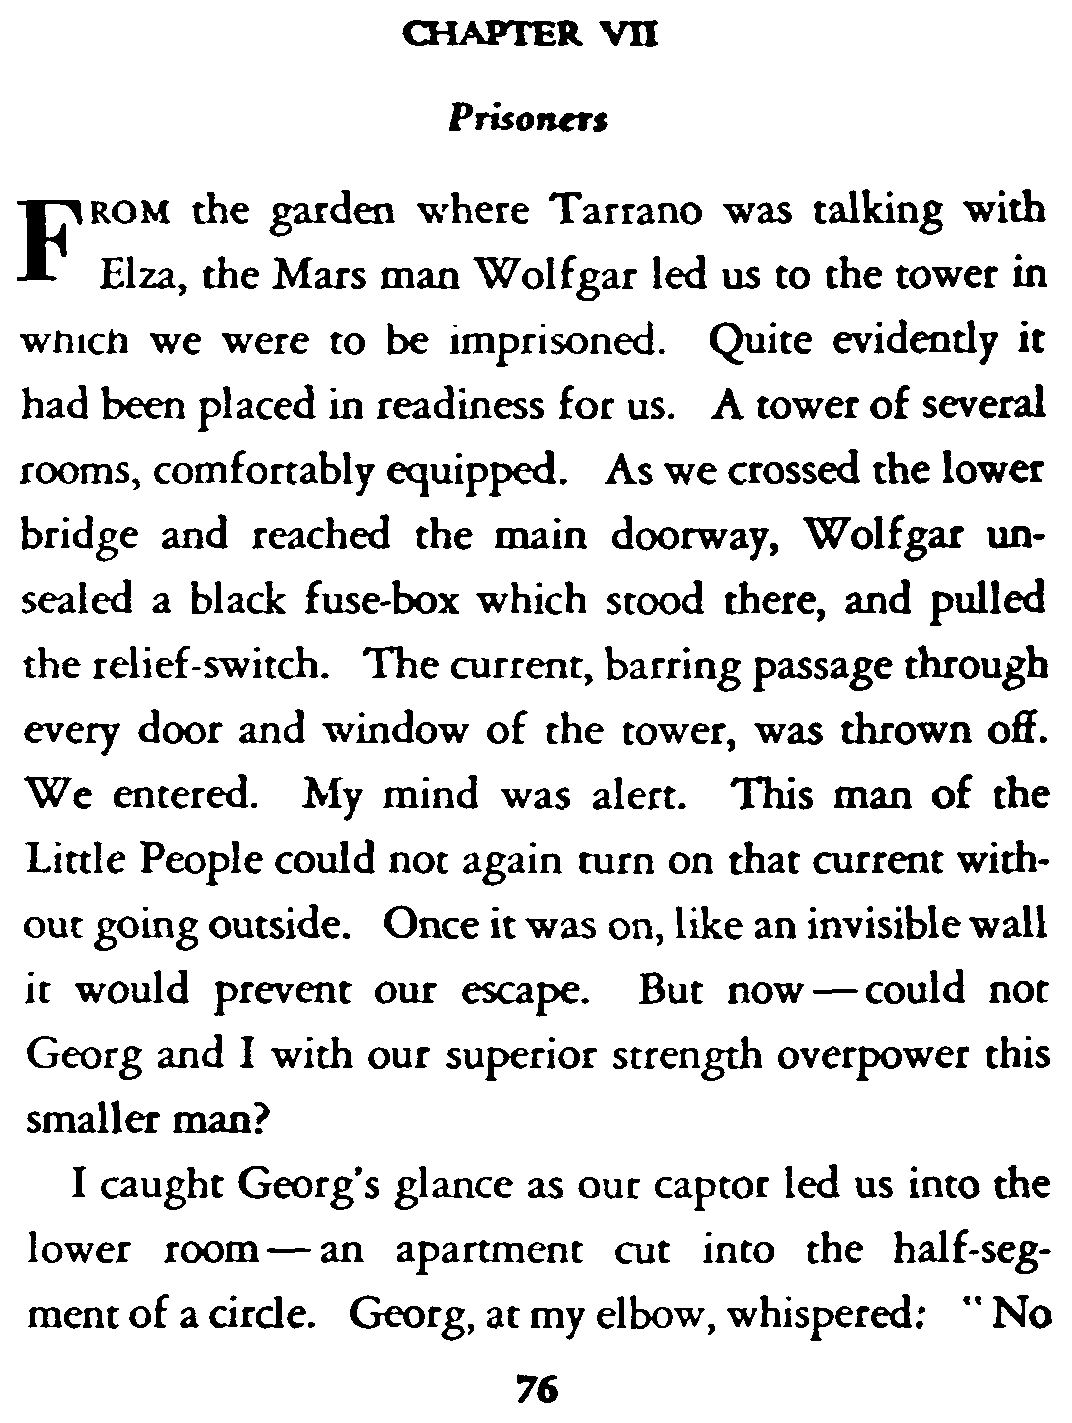 CHAPTER VII
Prisoners
FROM the garden where Tarrano was talking with
Elza, the Mars man Wolfgar led us to the tower in
which we were to be imprisoned. Quite evidently it
had been placed in readiness for us. A tower of several
rooms, comfortably equipped. As we crossed the lower
bridge and reached the main doorway, Wolfgar un-
sealed a black fuse-box which stood there, and pulled
the relief-switch. The current, barring passage through
every door and window of the tower, was thrown off.
We entered. My mind was alert. This man of the
Little People could not again turn on that current with-
out going outside. Once it was on, like an invisible wall
it would prevent our escape. But now—could not
Georg and I with our superior strength overpower this
smaller man?
I caught Georg's glance as our captor led us into the
lower room—an apartment cut into the half-seg-
ment of a circle. Georg, at my elbow, whispered: "No
76